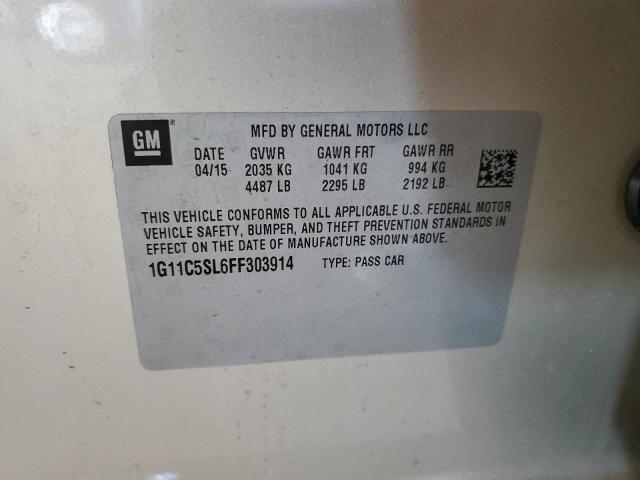 GM
MFD BY GENERAL MOTORS LLC
DATE GVWR GAWR FRT GAWR RR
04/15 2035 KG 1041 KG 994 KG
4487 LB 2295 LB 2192 LB
THIS VEHICLE CONFORMS TO ALL APPLICABLE U.S. FEDERAL MOTOR
VEHICLE SAFETY, BUMPER, AND THEFT PREVENTION STANDARDS IN
EFFECT ON THE DATE OF MANUFACTURE SHOWN ABOVE.
1G11C5SL6FF303914 TYPE: PASS CAR